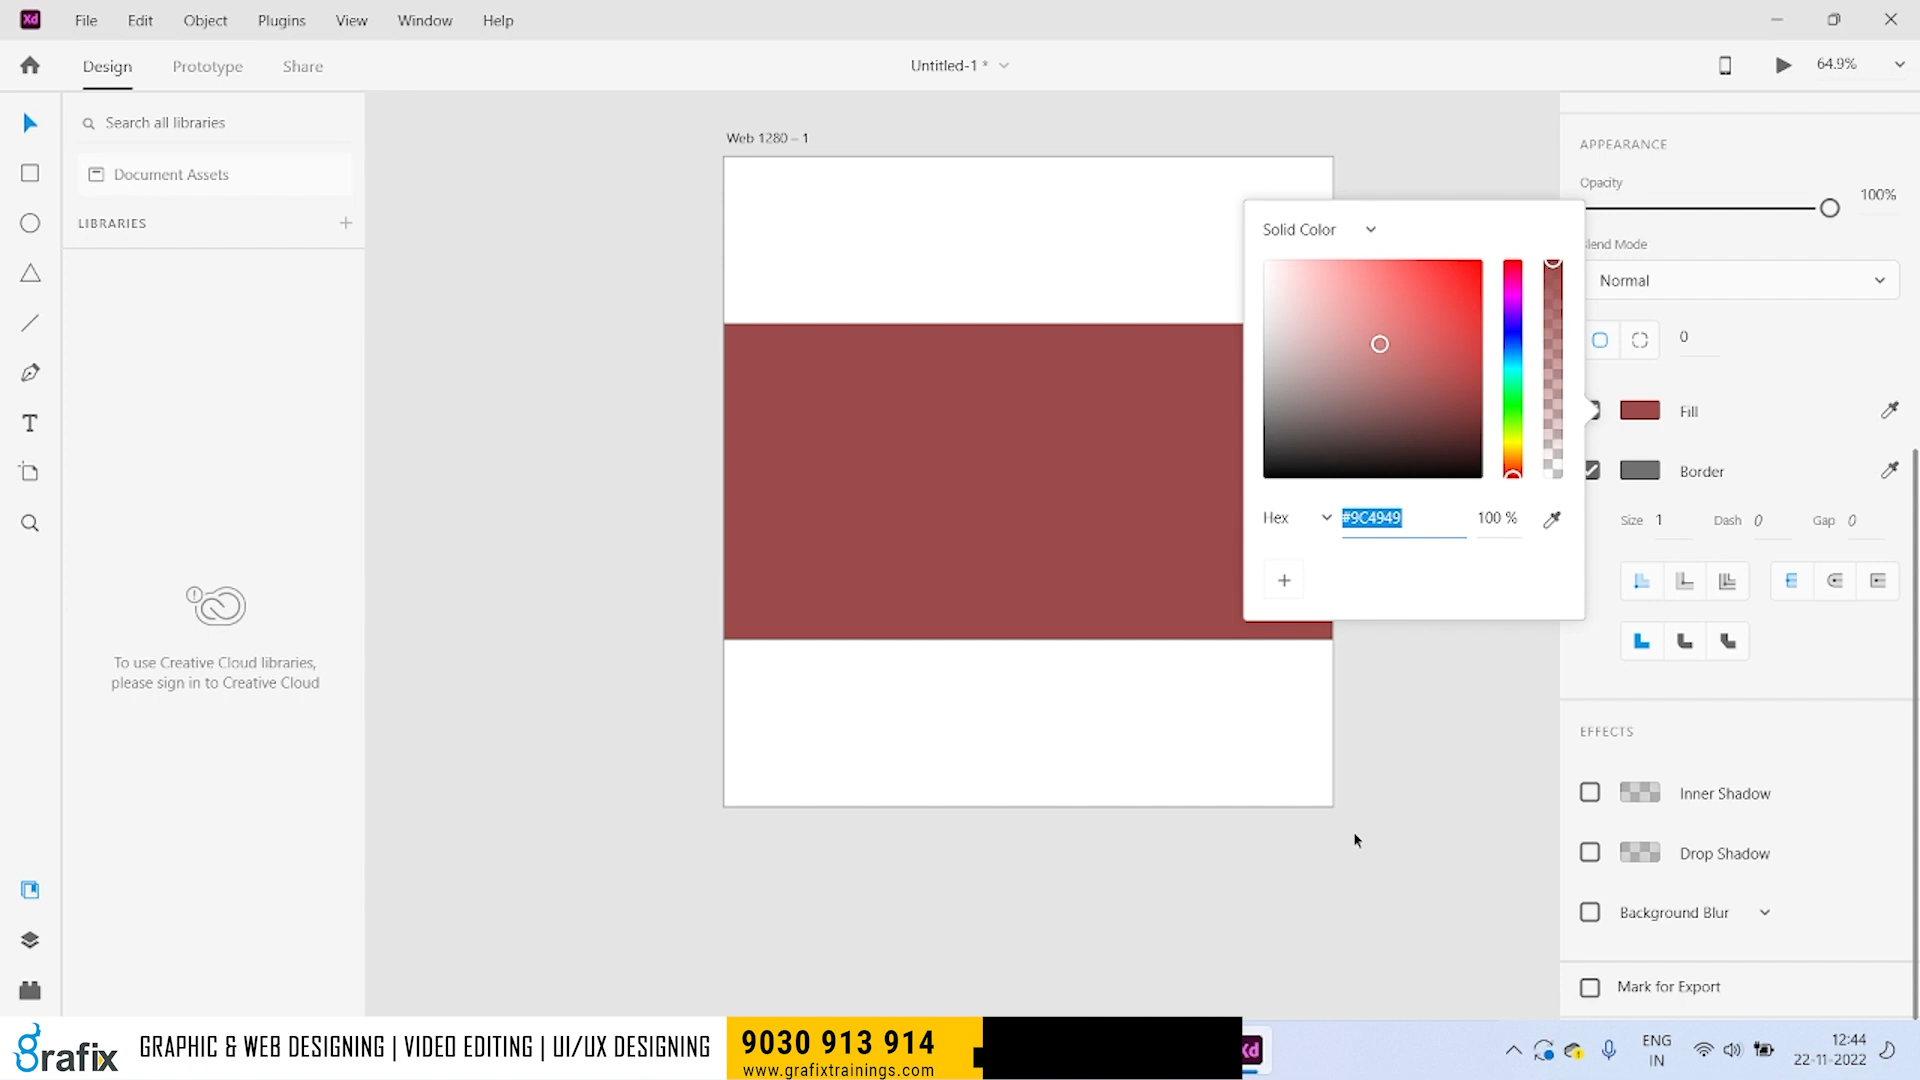 Xd File Edit Object Plugins View Window Help
Design Prototype Share Untitled-1 * 64.9%
Search all libraries
Document Assets
LIBRARIES
To use Creative Cloud libraries,
please sign in to Creative Cloud
Web 1280 – 1
Solid Color
Hex #9C4949 100 %
APPEARANCE
Opacity
100%
Blend Mode
Normal
0
Fill
Border
Size 1 Dash 0 Gap 0
EFFECTS
Inner Shadow
Drop Shadow
Background Blur
Mark for Export
grafix GRAPHIC & WEB DESIGNING | VIDEO EDITING | UI/UX DESIGNING
9030 913 914
www.grafixtrainings.com
Xd
ENG
IN
12:44
22-11-2022